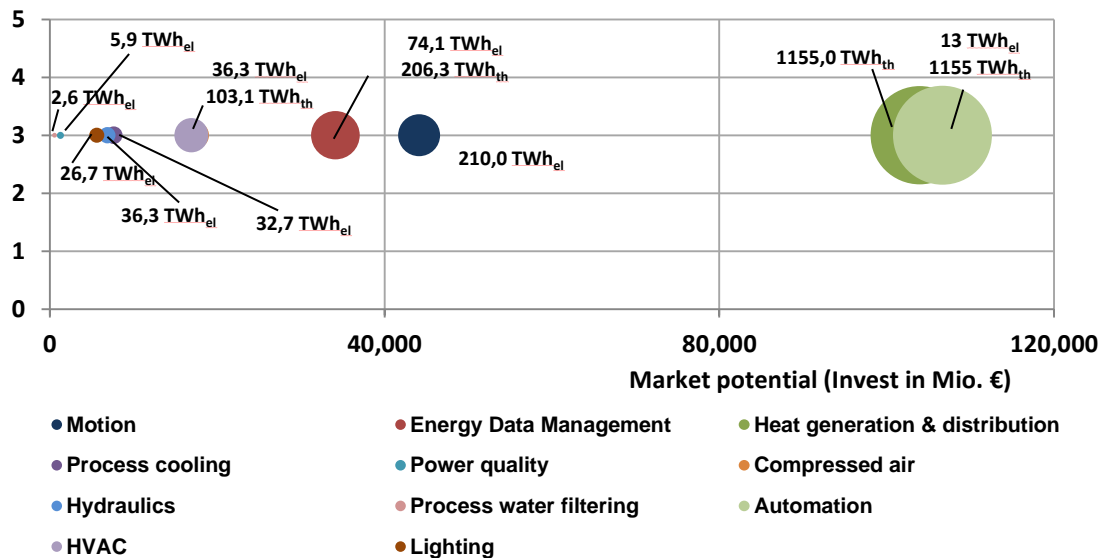 5
5,9 TWhel
74,1 TWhel
13 TWhel
4
36,3 TWhel
206,3 TWhth
1155,0 TWhth
1155 TWhth
2,6 TWhel
103,1 TWhth
3
210,0 TWhel
26,7 TWhel
2
36,3 TWhel
32,7 TWhel
1
0
0
40,000
80,000
120,000
Market potential (Invest in Mio. €)
Motion
Energy Data Management
Heat generation & distribution
Process cooling
Power quality
Compressed air
Hydraulics
Process water filtering
Automation
HVAC
Lighting